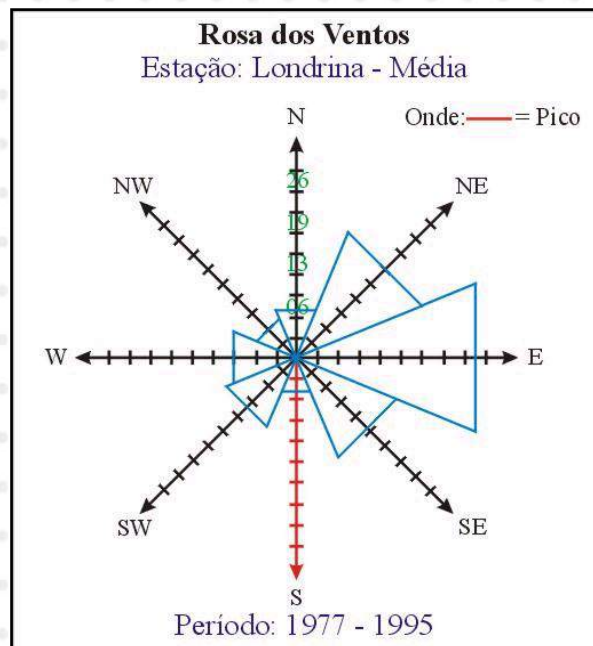 Rosa dos Ventos
Estação: Londrina - Média
N
Onde: = Pico
NW
NE
26
19
13
06
W
E
SW
SE
S
Período: 1977 - 1995